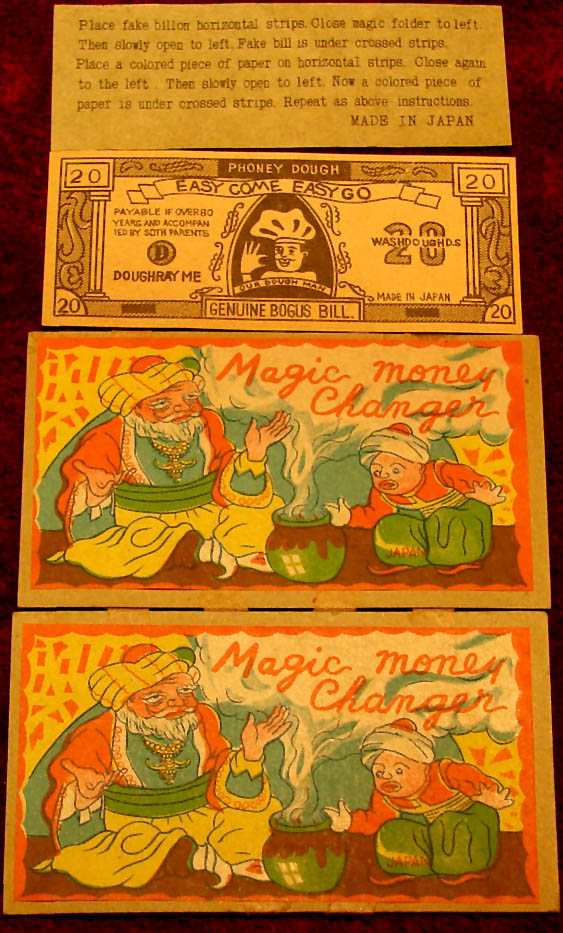 Place fake billon horizontal strips. Close magic folder to left.
Then slowly open to left. Fake bill is under crossed strips.
Place a colored piece of paper on horizontal strips. Close again
to the left. Then slowly open to left. Now a colored piece of
paper is under crossed strips. Repeat as above instructions.
MADE IN JAPAN
20
PHONEY DOUGH
20
EASY COME EASY GO
PAYABLE IF OVER 80
YEARS AND ACCOMPAN
IED BY SOTH PARENTS
20
WASHDOUGHD.S
D
DOUGHRAY ME
OUR DOUGH MAN
MADE IN JAPAN
20
GENUINE BOGUS BILL.
20
Magic money
Changer
JAPAN
Magic money
Changer
JAPAN